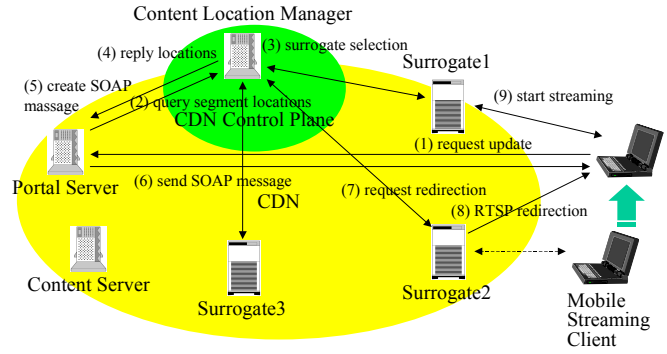 Content Location Manager
(4) reply locations
(3) surrogate selection
Surrogate1
(5) create SOAP
massage
(2) query segment locations
(9) start streaming
CDN Control Plane
(1) request update
Portal Server
(6) send SOAP message
(7) request redirection
CDN
(8) RTSP redirection
Content Server
Surrogate3
Surrogate2
Mobile
Streaming
Client